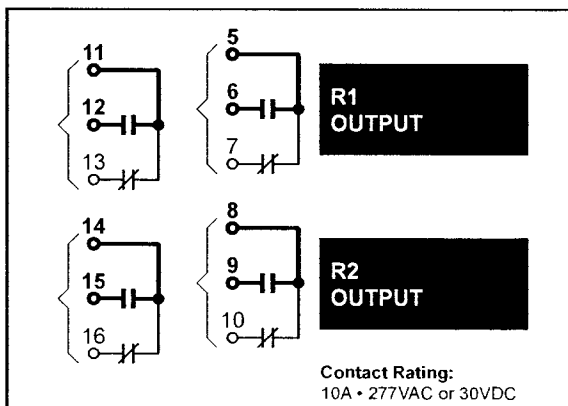 11
12
13
5
6
7
R1
OUTPUT
14
15
16
8
9
10
R2
OUTPUT
Contact Rating:
10A • 277VAC or 30VDC